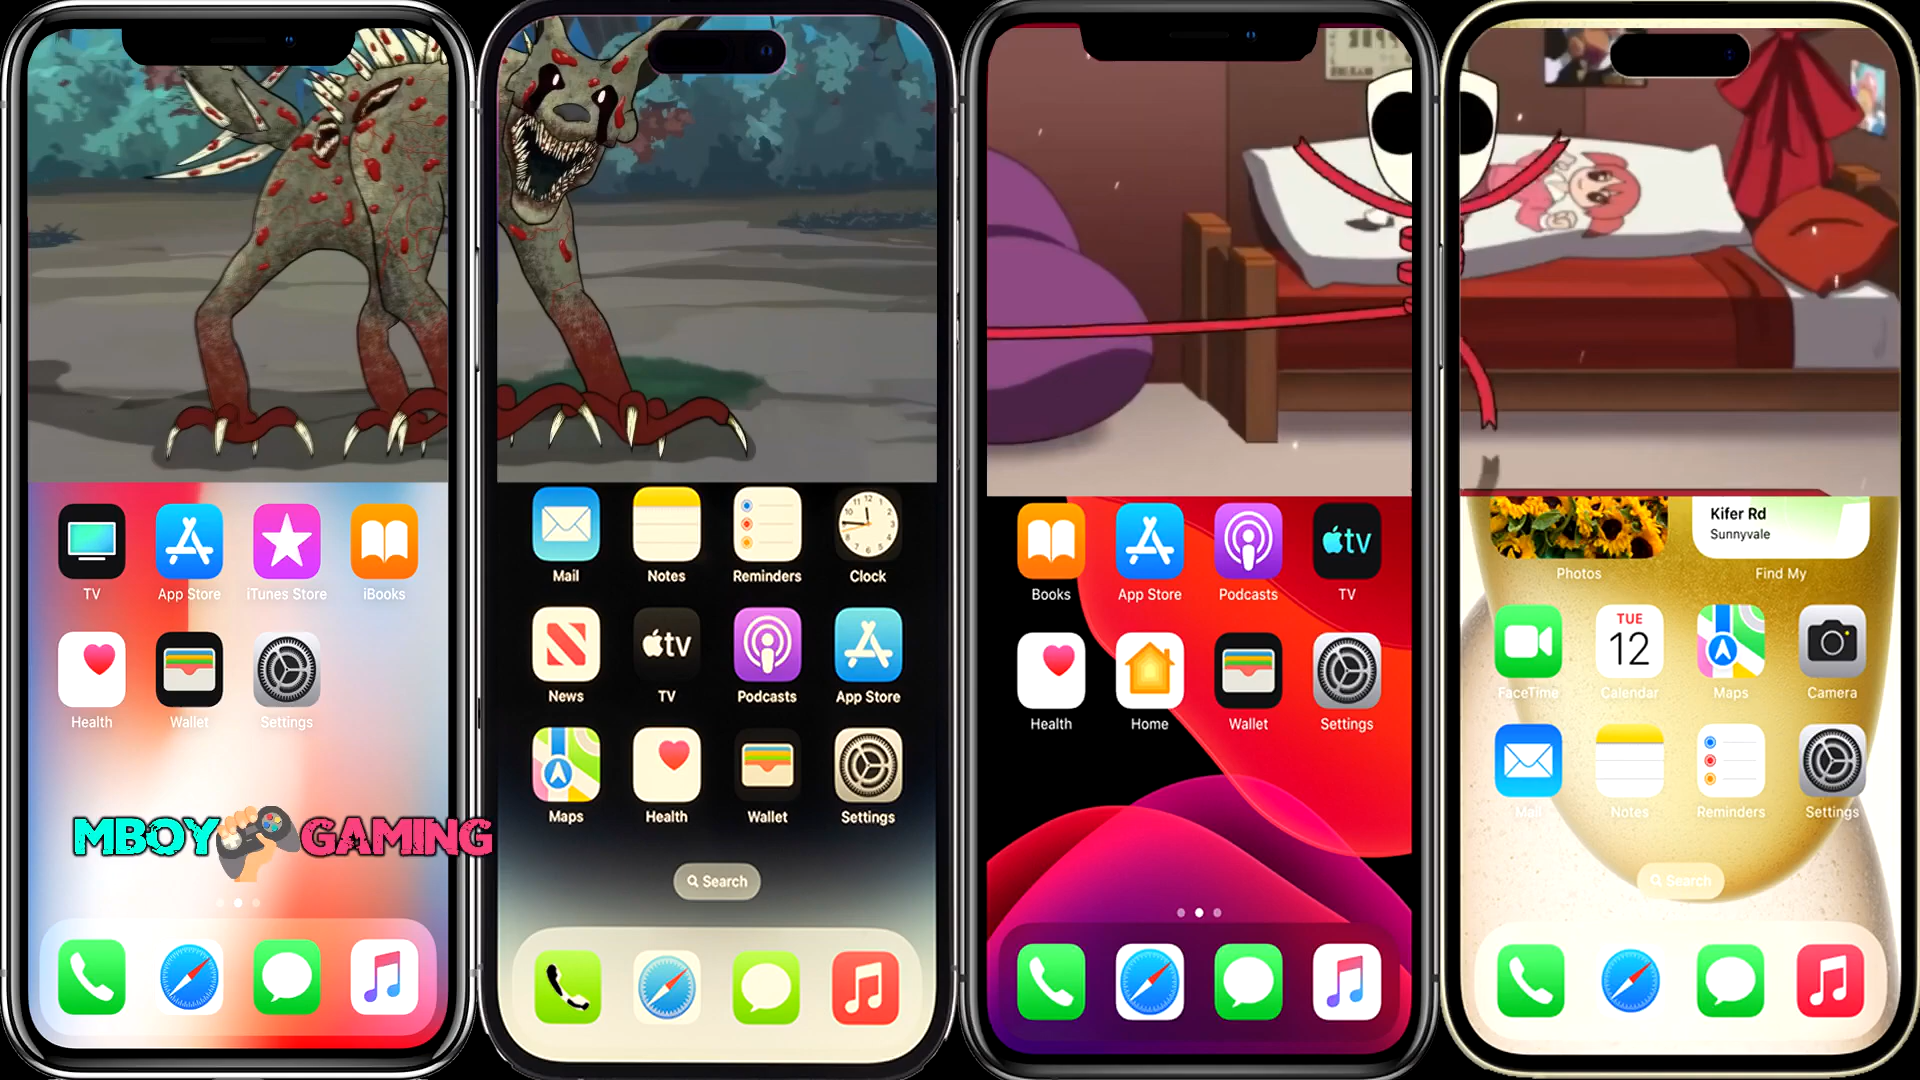 TV App Store iTunes Store iBooks
Health Wallet Settings
MBOY GAMING
Mail Notes Reminders Clock
News TV Podcasts App Store
Maps Health Wallet Settings
Search
tv
Books App Store Podcasts TV
Health Home Wallet Settings
Kifer Rd
Sunnyvale
Photos Find My
TUE
12
FaceTime Calendar Maps Camera
Mail Notes Reminders Settings
Search